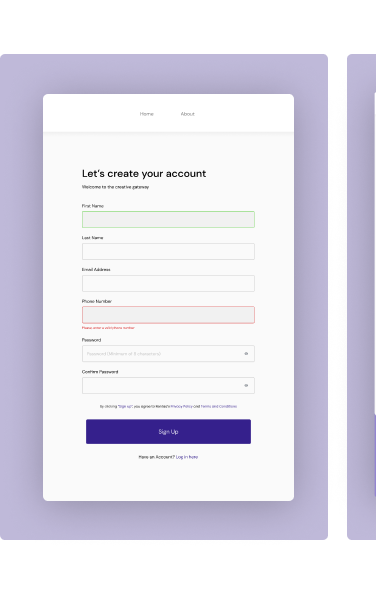 Home About
Let's create your account
Welcome to the creative gateway
First Name
Last Name
Email Address
Phone Number
Please enter a valid phone number
Password
Password (Minimum of 8 characters)
Confirm Password
By clicking "Sign up", you agree to Privacy Policy and Terms and Conditions
Sign Up
Have an Account? Log in here